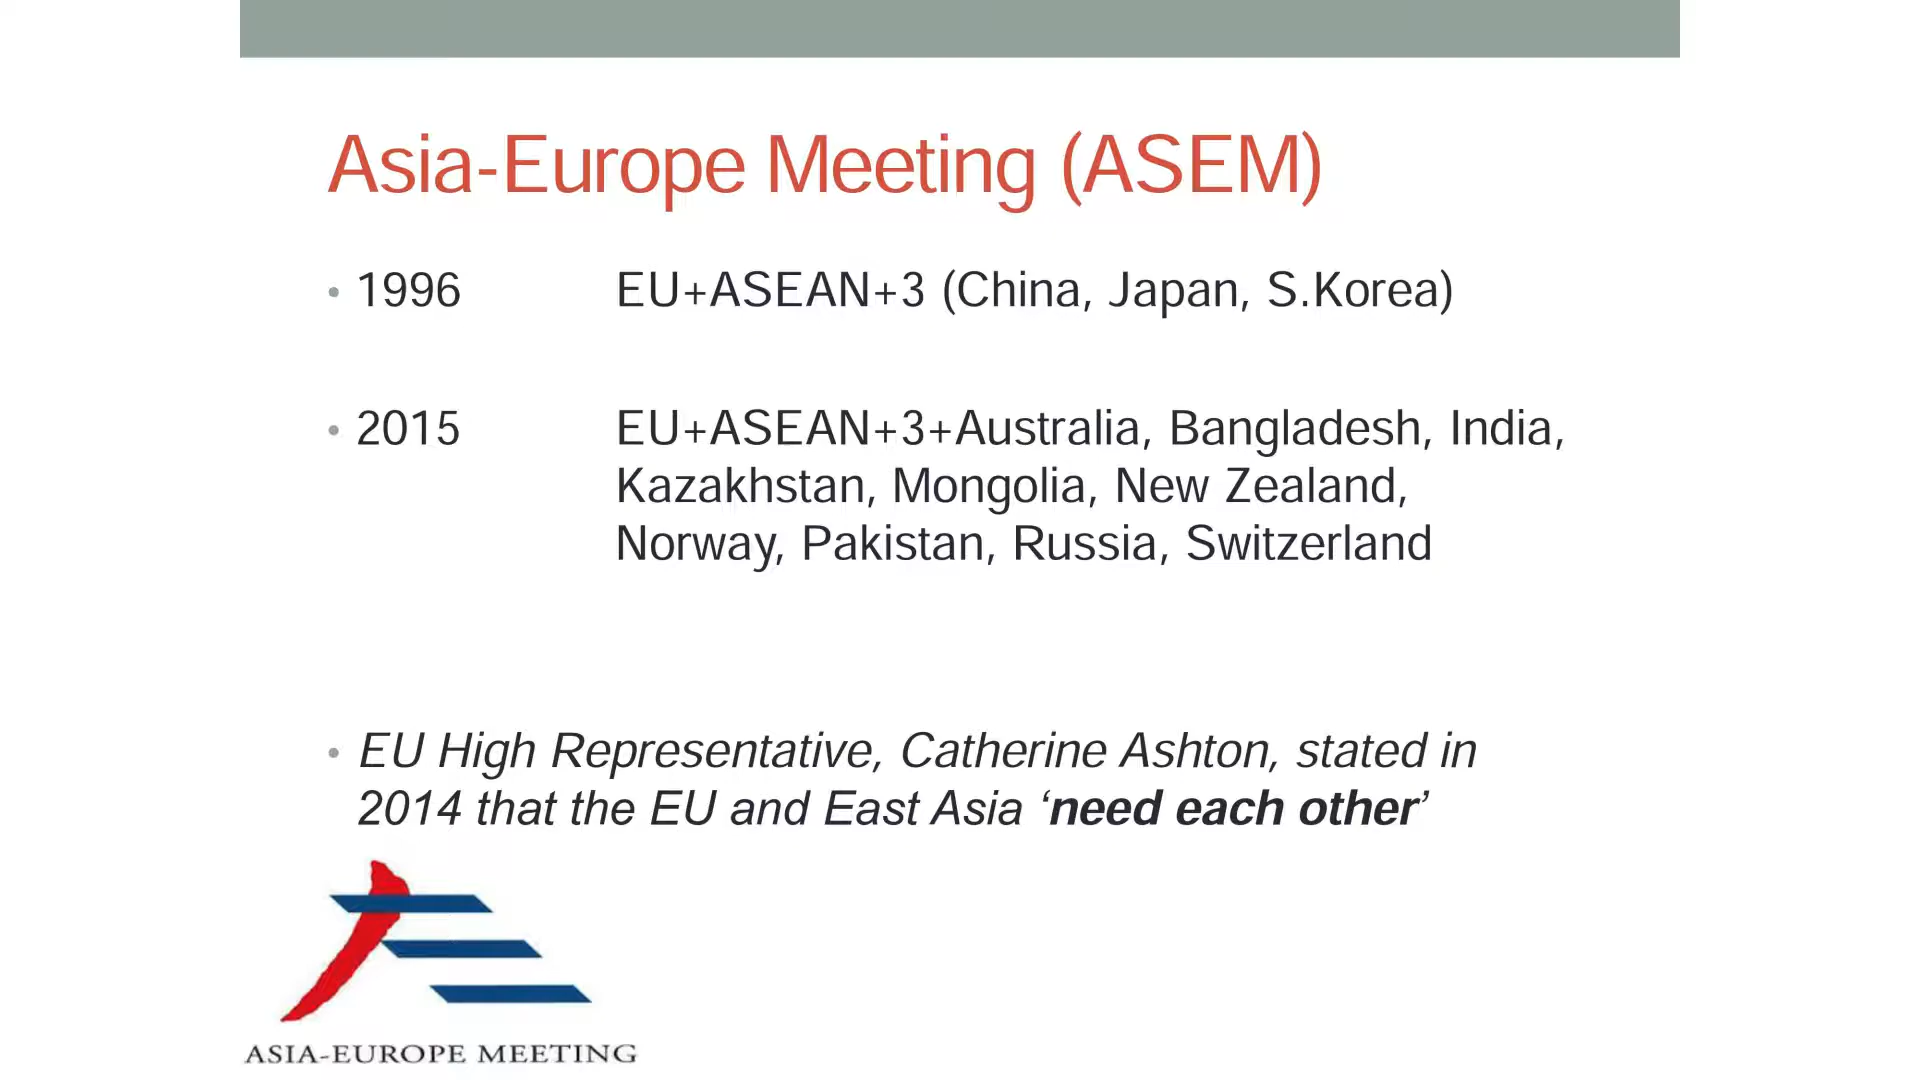 Asia-Europe Meeting (ASEM)
• 1996 EU+ASEAN+3 (China, Japan, S.Korea)
• 2015 EU+ASEAN+3+Australia, Bangladesh, India,
Kazakhstan, Mongolia, New Zealand,
Norway, Pakistan, Russia, Switzerland
• EU High Representative, Catherine Ashton, stated in
2014 that the EU and East Asia ‘need each other’
ASIA-EUROPE MEETING